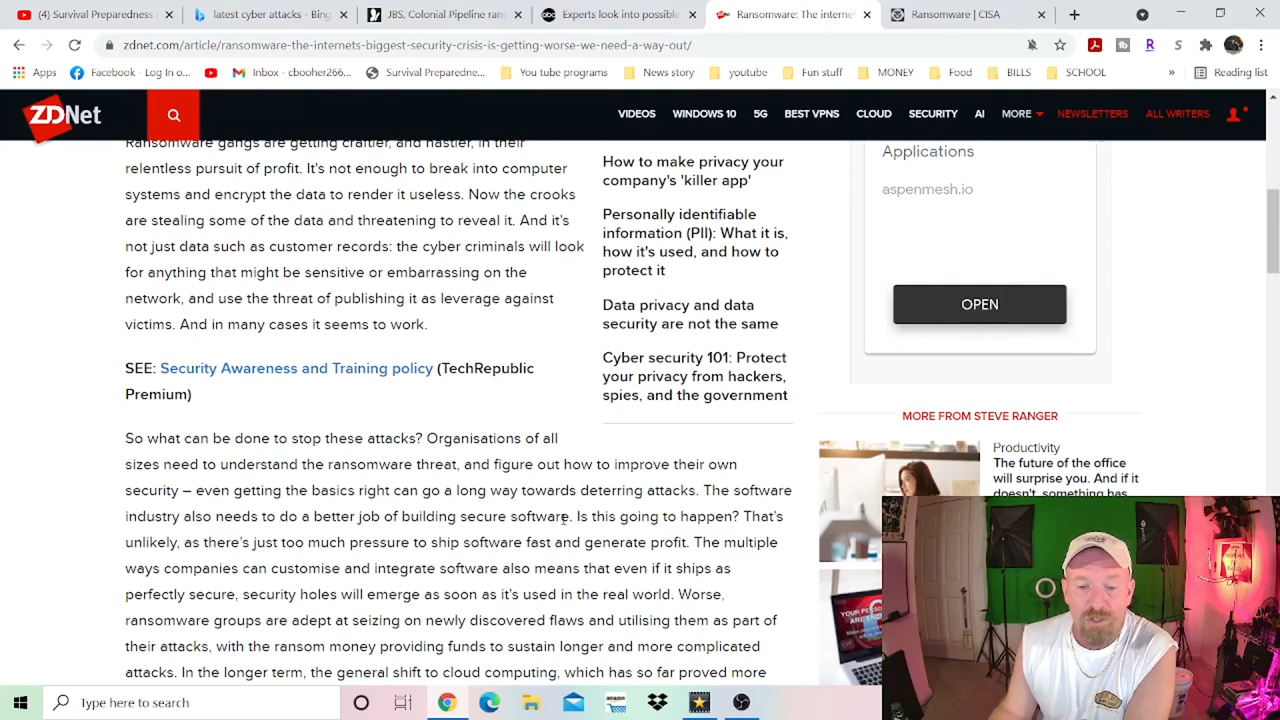 (4) Survival Preparedness
latest cyber attacks - Bing
JBS, Colonial Pipeline rans
Experts look into possible
Ransomware: The internet
Ransomware | CISA
zdnet.com/article/ransomware-the-internets-biggest-security-crisis-is-getting-worse-we-need-a-way-out/
Apps
Facebook - Log In o...
Inbox - cbooher266...
Survival Preparedne...
You tube programs
News story
youtube
Fun stuff
MONEY
Food
BILLS
SCHOOL
»
Reading list
ZDNet
VIDEOS
WINDOWS 10
5G
BEST VPNS
CLOUD
SECURITY
AI
MORE
NEWSLETTERS
ALL WRITERS
Ransomware gangs are getting craftier, and nastier, in their
relentless pursuit of profit. It's not enough to break into computer
systems and encrypt the data to render it useless. Now the crooks
are stealing some of the data and threatening to reveal it. And it's
not just data such as customer records: the cyber criminals will look
for anything that might be sensitive or embarrassing on the
network, and use the threat of publishing it as leverage against
victims. And in many cases it seems to work.
SEE: Security Awareness and Training policy (TechRepublic
Premium)
So what can be done to stop these attacks? Organisations of all
sizes need to understand the ransomware threat, and figure out how to improve their own
security – even getting the basics right can go a long way towards deterring attacks. The software
industry also needs to do a better job of building secure software. Is this going to happen? That's
unlikely, as there's just too much pressure to ship software fast and generate profit. The multiple
ways companies can customise and integrate software also means that even if it ships as
perfectly secure, security holes will emerge as soon as it's used in the real world. Worse,
ransomware groups are adept at seizing on newly discovered flaws and utilising them as part of
their attacks, with the ransom money providing funds to sustain longer and more complicated
attacks. In the longer term, the general shift to cloud computing, which has so far proved more
How to make privacy your
company's 'killer app'
Personally identifiable
information (PII): What it is,
how it's used, and how to
protect it
Data privacy and data
security are not the same
Cyber security 101: Protect
your privacy from hackers,
spies, and the government
Applications
aspenmesh.io
OPEN
MORE FROM STEVE RANGER
Productivity
The future of the office
will surprise you. And if it
doesn't, something has
Type here to search